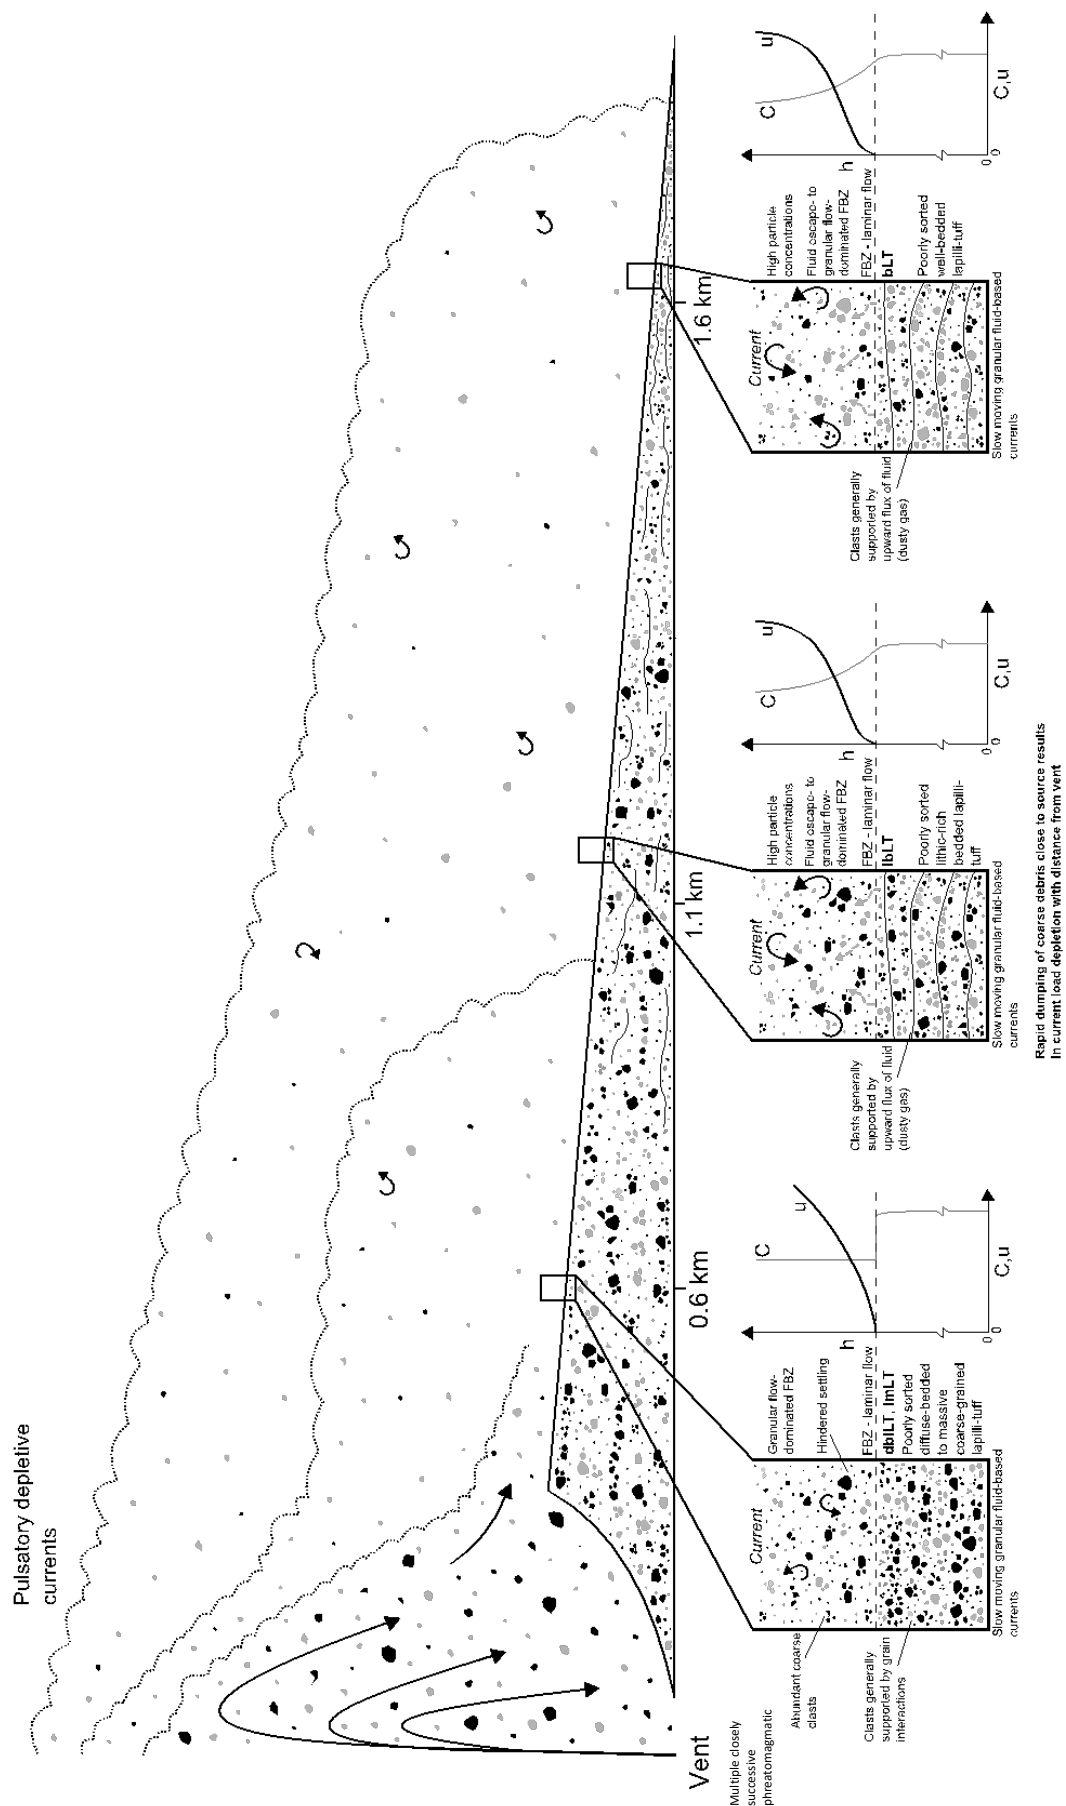 Pulsatory depletive
currents
Vent
Multiple closely
successive
phreatomagmatic
0.6 km
1.1 km
1.6 km
Current
Abundant coarse
clasts
Clasts generally
supported by grain
interactions
Granular flow-
dominated FBZ
Hindered settling
FBZ - laminar flow
dblLT, lmLT
Poorly sorted
diffuse-bedded
to massive
coarse-grained
lapilli-tuff
Slow moving granular fluid-based
currents
h
C
u
C,u
0
0
Current
Clasts generally
supported by
upward flux of fluid
(dusty gas)
High particle
concentrations
Fluid escape- to
granular flow-
dominated FBZ
FBZ - laminar flow
lbLT
Poorly sorted
lithic-rich
bedded lapilli-
tuff
Slow moving granular fluid-based
currents
h
C
u
C,u
0
0
Current
Clasts generally
supported by
upward flux of fluid
(dusty gas)
High particle
concentrations
Fluid escape- to
granular flow-
dominated FBZ
FBZ - laminar flow
bLT
Poorly sorted
well-bedded
lapilli-tuff
Slow moving granular fluid-based
currents
h
C
u
C,u
0
0
Rapid dumping of coarse debris close to source results
In current load depletion with distance from vent